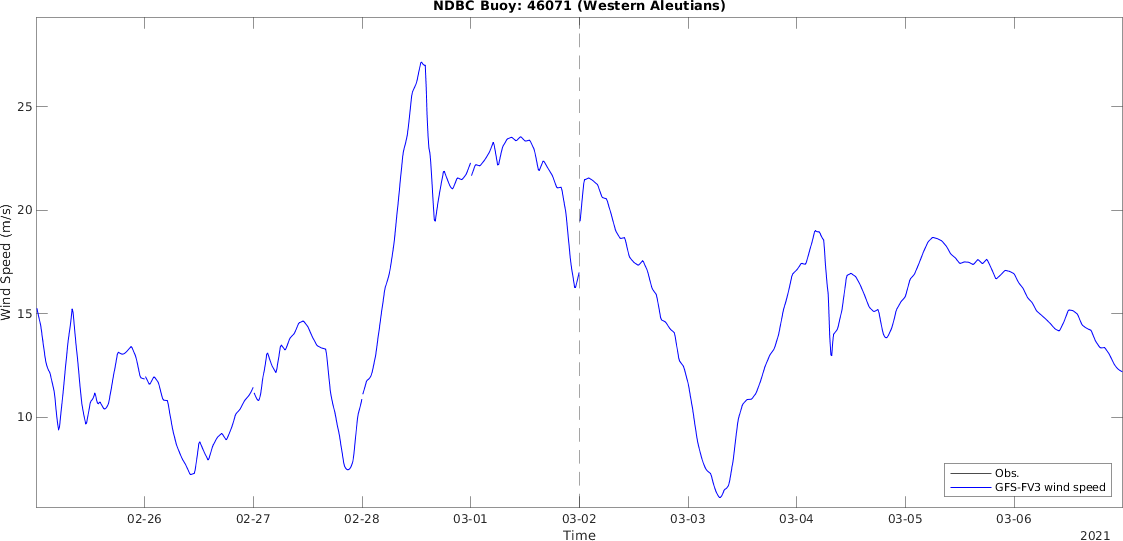 NDBC Buoy: 46071 (Western Aleutians)
Wind Speed (m/s)
25
20
15
10
Obs.
GFS-FV3 wind speed
02-26 02-27 02-28 03-01 03-02 03-03 03-04 03-05 03-06
Time
2021